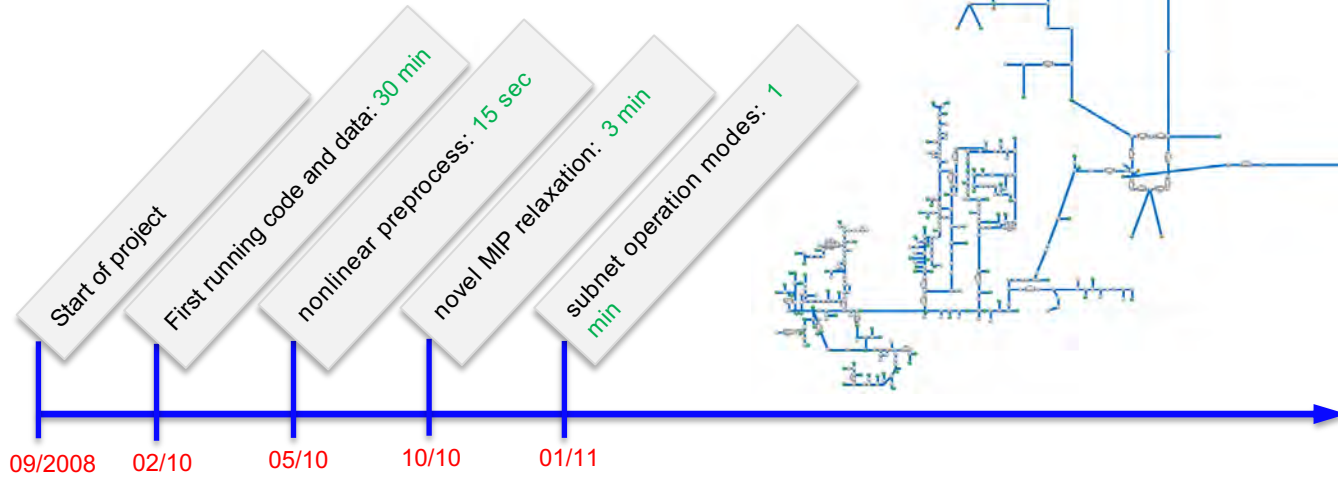 Start of project
First running code and data: 30 min
nonlinear preprocess: 15 sec
novel MIP relaxation: 3 min
subnet operation modes: 1
min
09/2008
02/10
05/10
10/10
01/11